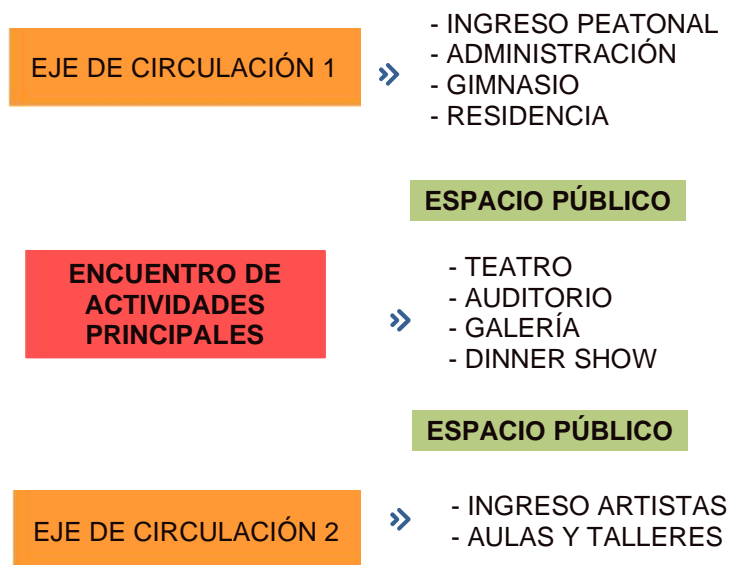 EJE DE CIRCULACIÓN 1
- INGRESO PEATONAL
- ADMINISTRACIÓN
- GIMNASIO
- RESIDENCIA
ESPACIO PÚBLICO
ENCUENTRO DE
ACTIVIDADES
PRINCIPALES
- TEATRO
- AUDITORIO
- GALERÍA
- DINNER SHOW
ESPACIO PÚBLICO
EJE DE CIRCULACIÓN 2
- INGRESO ARTISTAS
- AULAS Y TALLERES